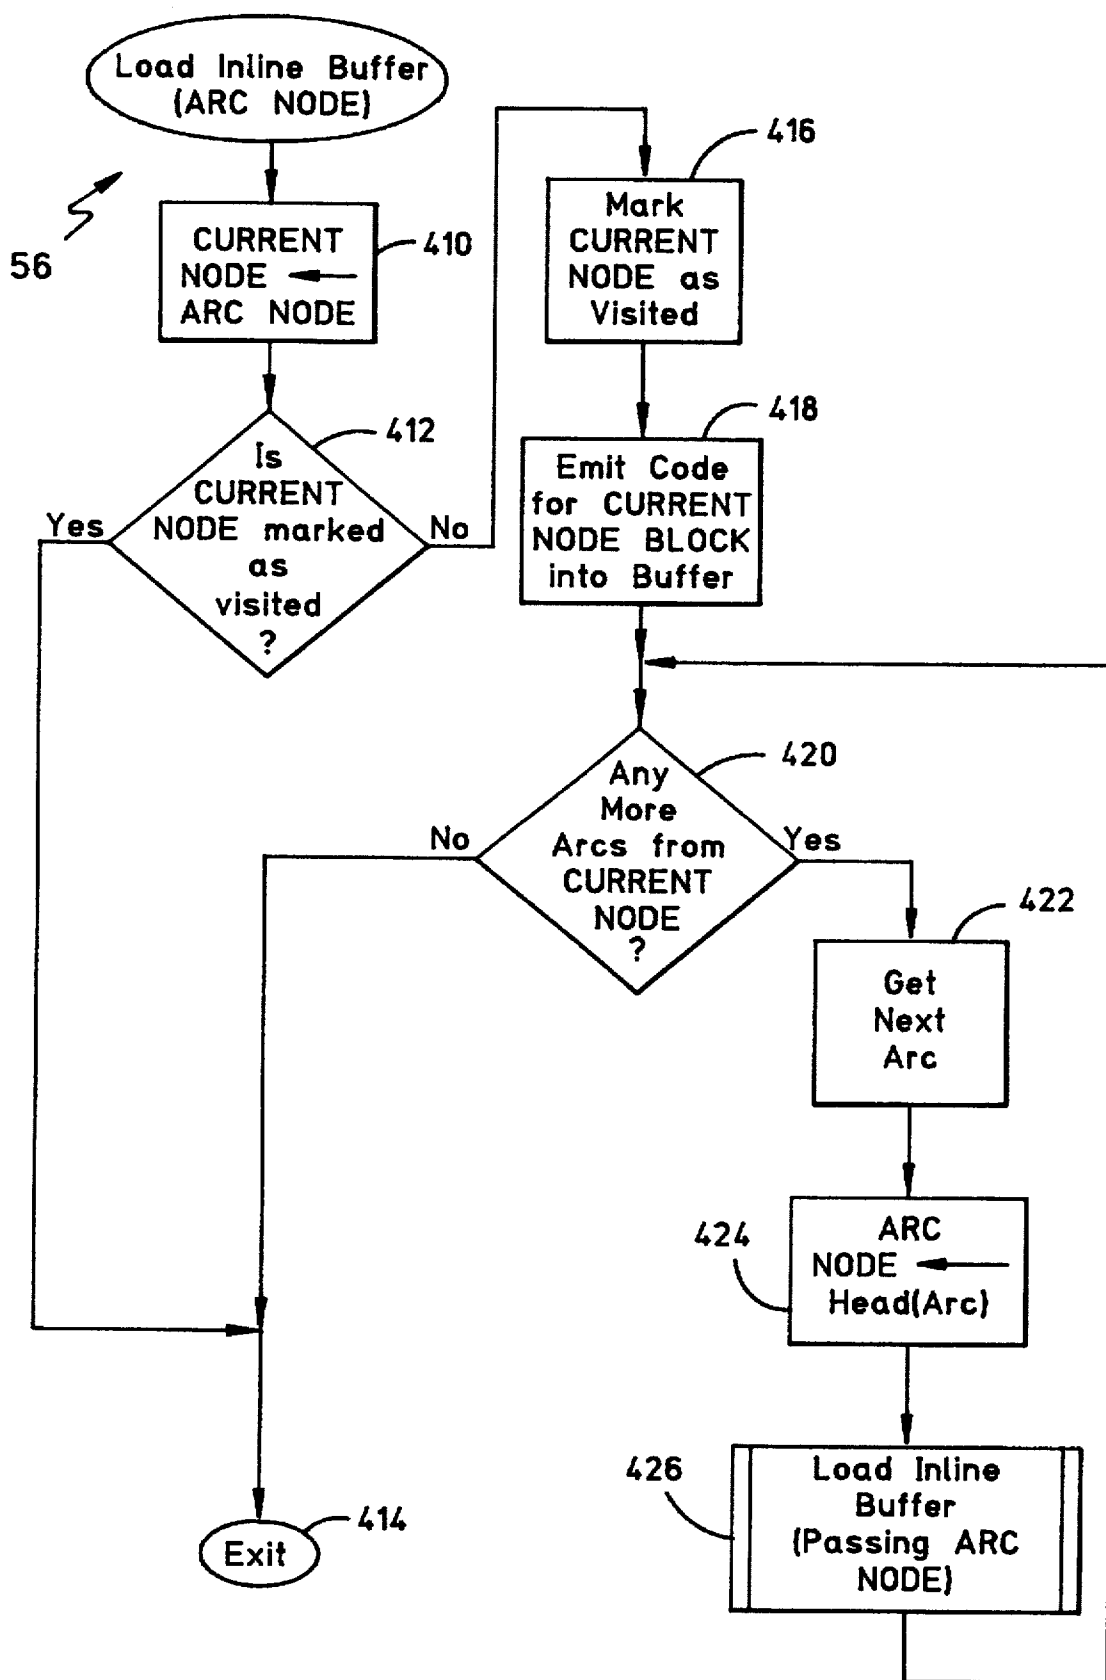 Load Inline Buffer
(ARC NODE)
56
CURRENT
NODE ←
ARC NODE
410
Is
CURRENT
NODE marked
as
visited
?
412
Yes
No
Mark
CURRENT
NODE as
Visited
416
Emit Code
for CURRENT
NODE BLOCK
into Buffer
418
Any
More
Arcs from
CURRENT
NODE
?
420
No
Yes
Get
Next
Arc
422
ARC
NODE ←
Head(Arc)
424
Load Inline
Buffer
(Passing ARC
NODE)
426
Exit
414